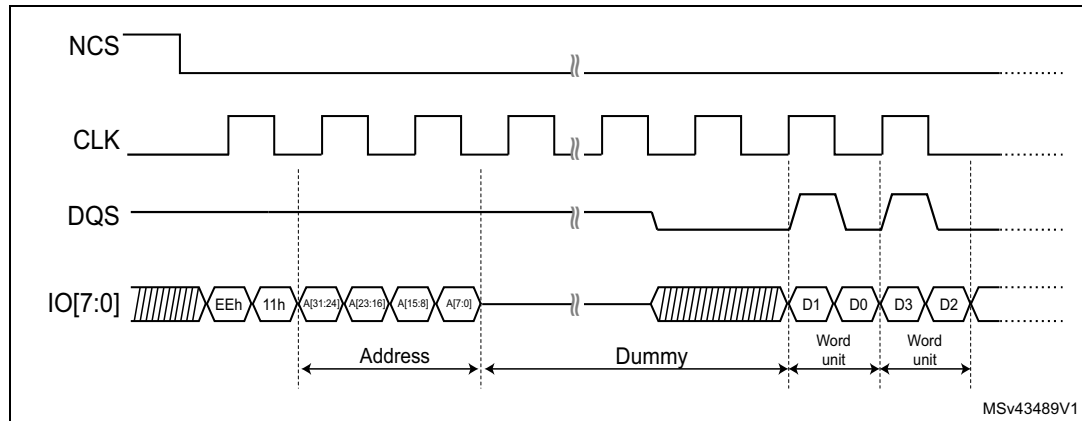 NCS
CLK
DQS
IO[7:0]
EEh 11h A[31:24] A[23:16] A[15:8] A[7:0] D1 D0 D3 D2
Address Dummy Word unit Word unit
MSv43489V1